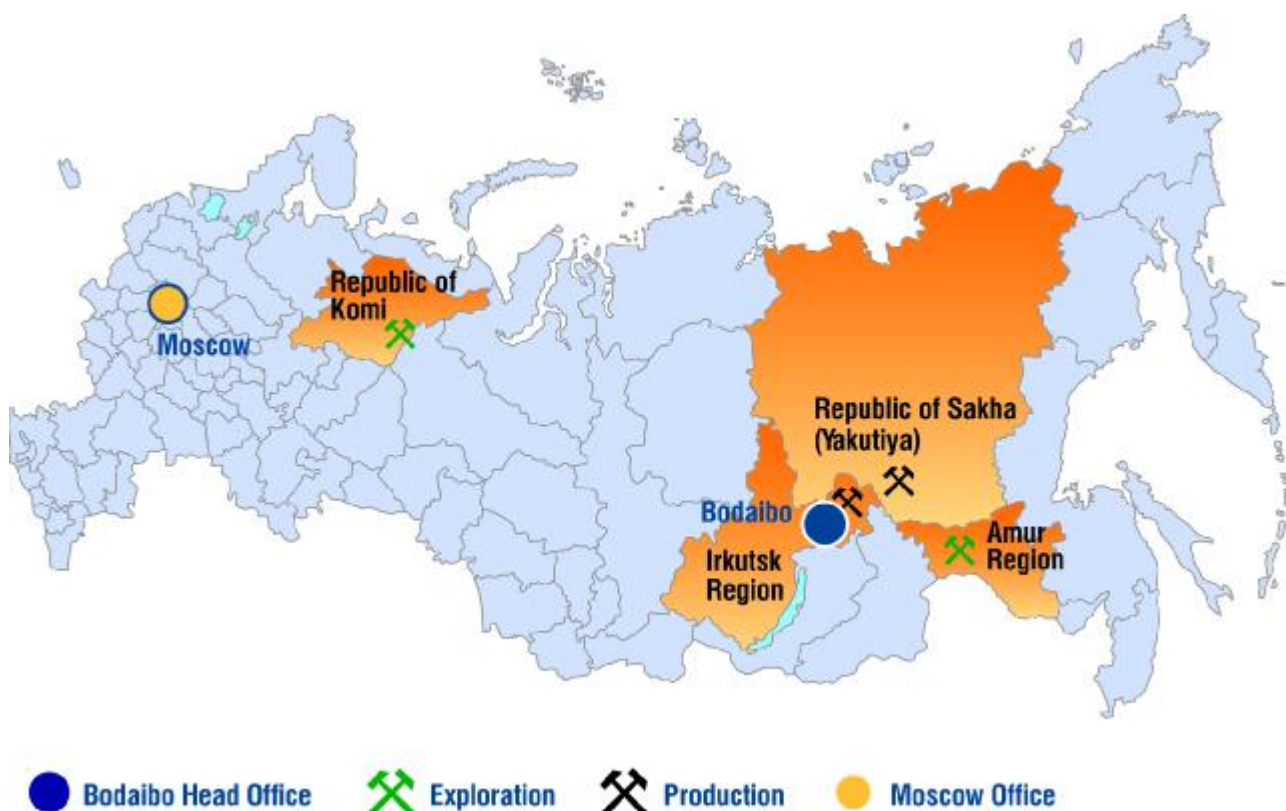 Republic of
Komi
Moscow
Republic of Sakha
(Yakutiya)
Bodaibo
Amur
Region
Irkutsk
Region
Bodaibo Head Office
Exploration
Production
Moscow Office